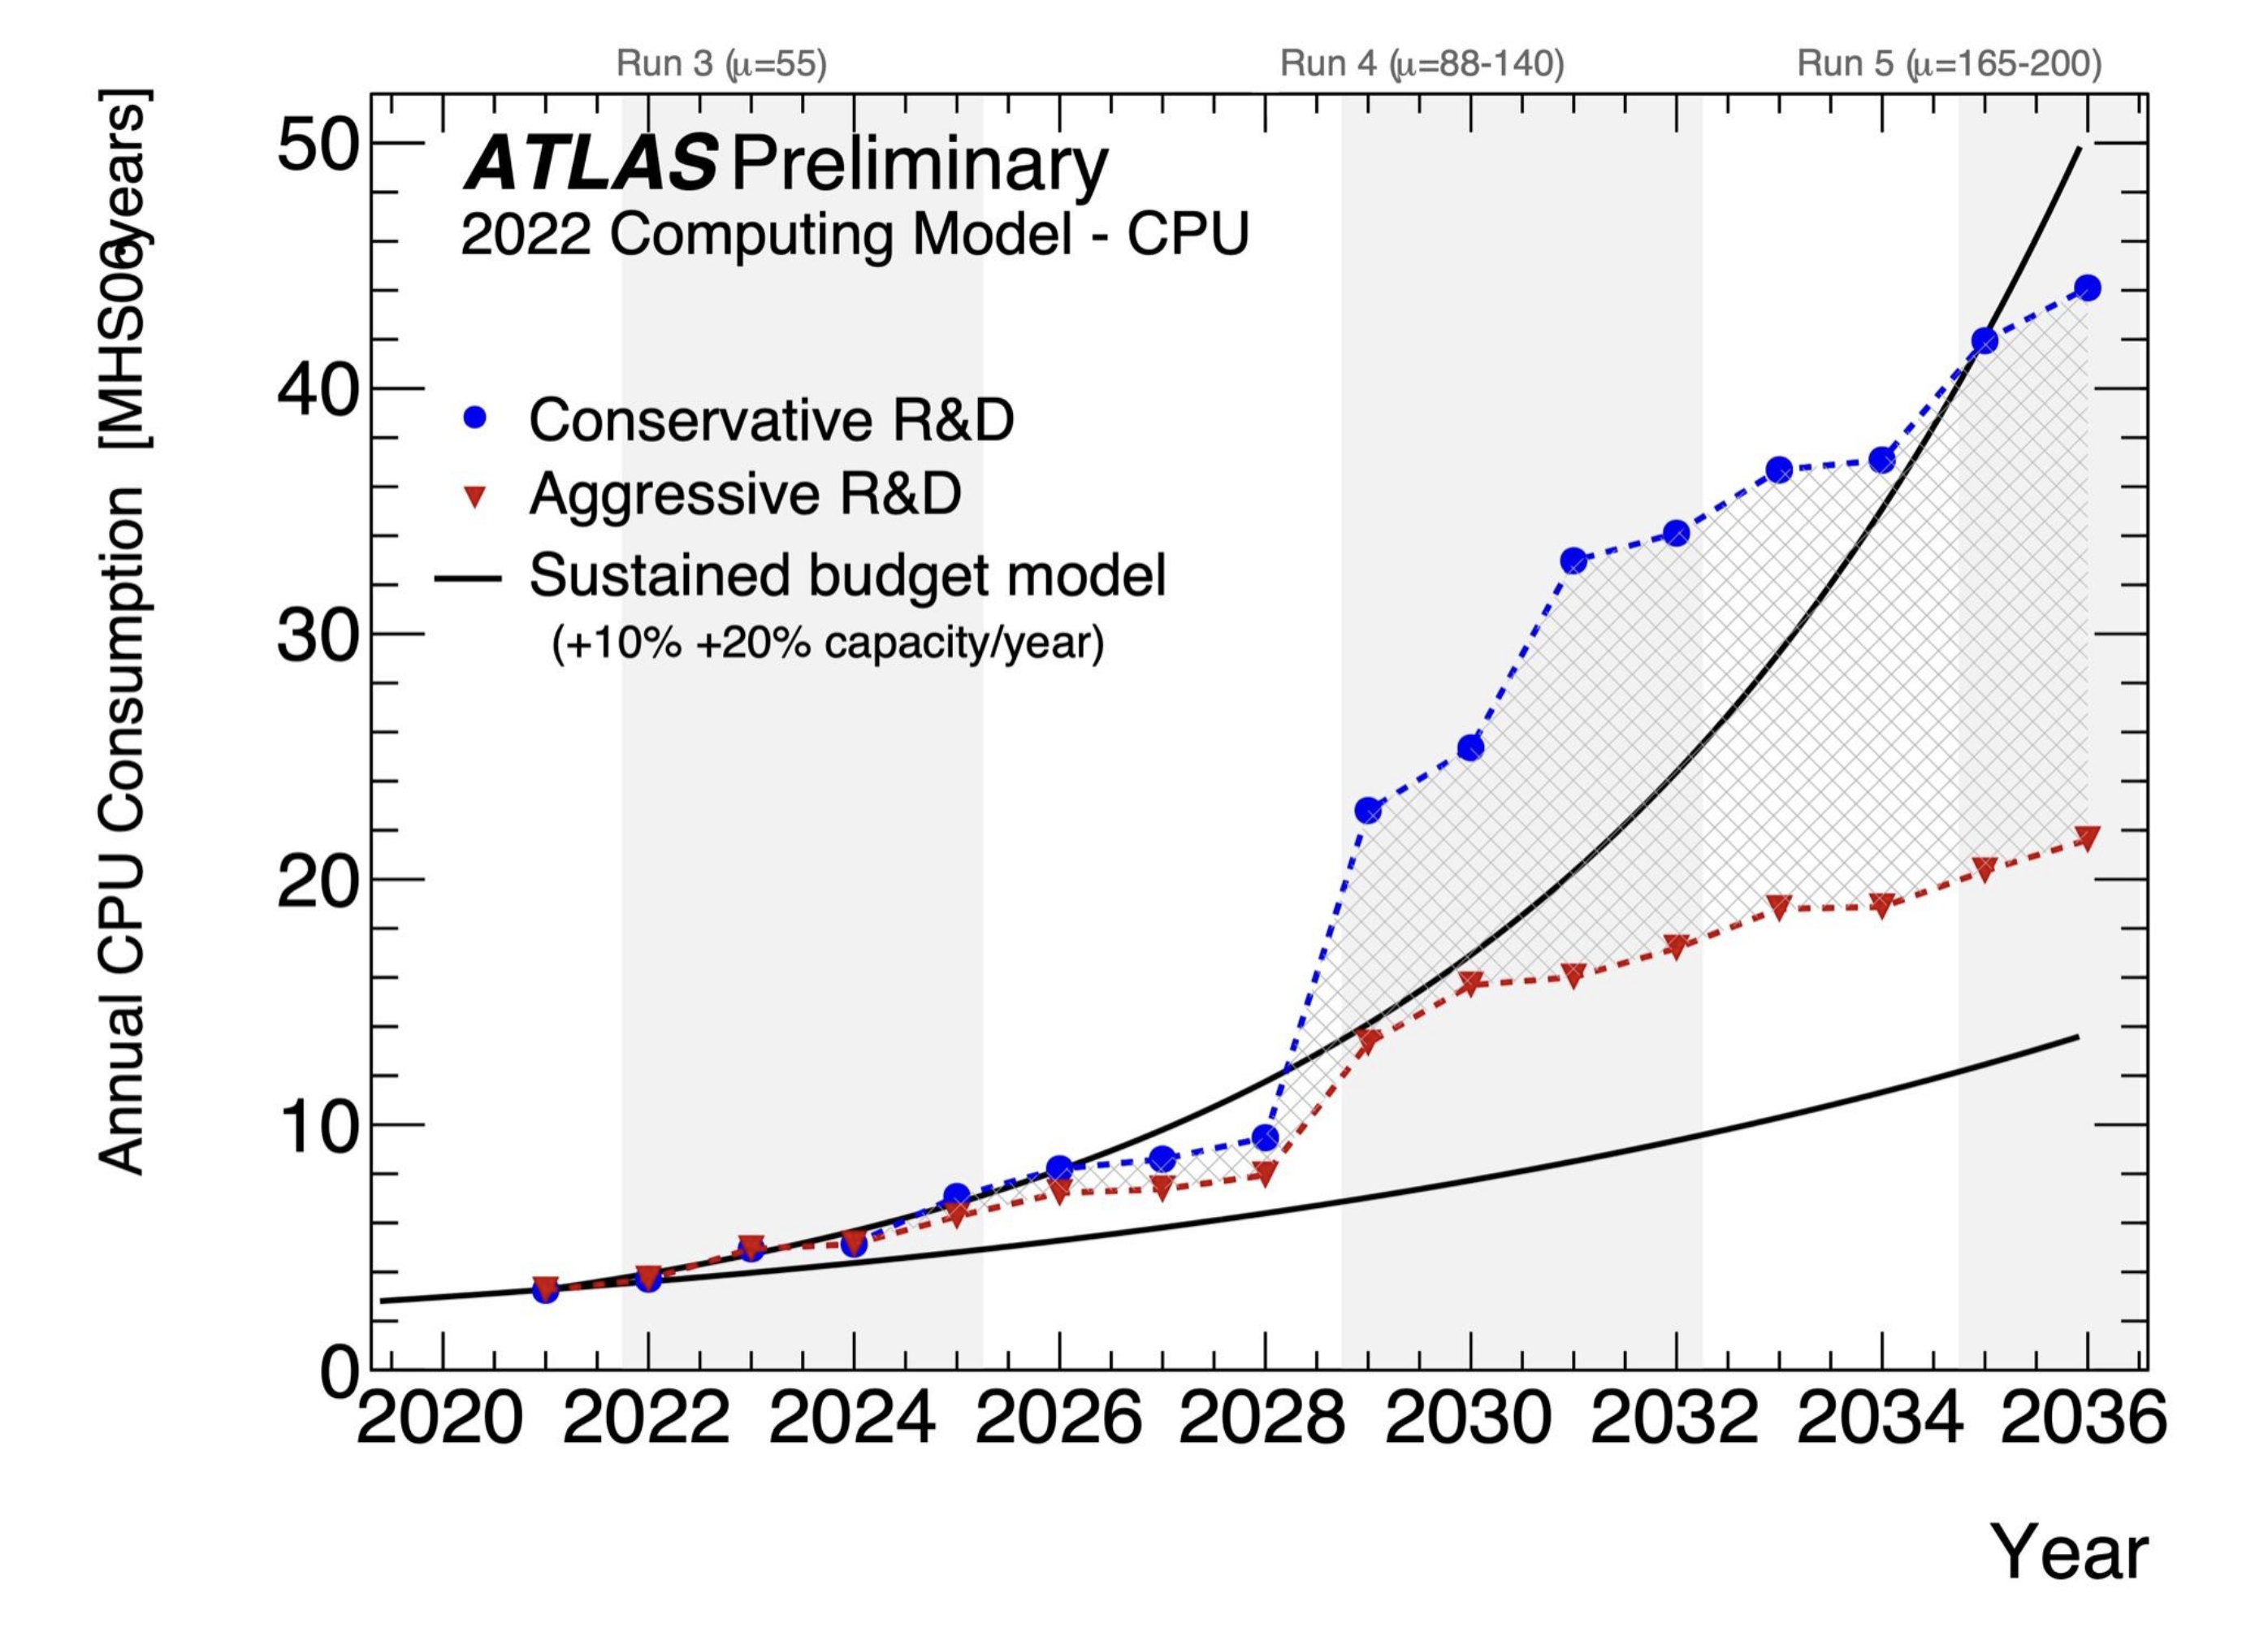 Run 3 (μ=55)
Run 4 (μ=88-140)
Run 5 (μ=165-200)
Annual CPU Consumption [MHS06years]
50
40
30
20
10
0
ATLAS Preliminary
2022 Computing Model - CPU
Conservative R&D
Aggressive R&D
Sustained budget model
(+10% +20% capacity/year)
2020 2022 2024 2026 2028 2030 2032 2034 2036
Year